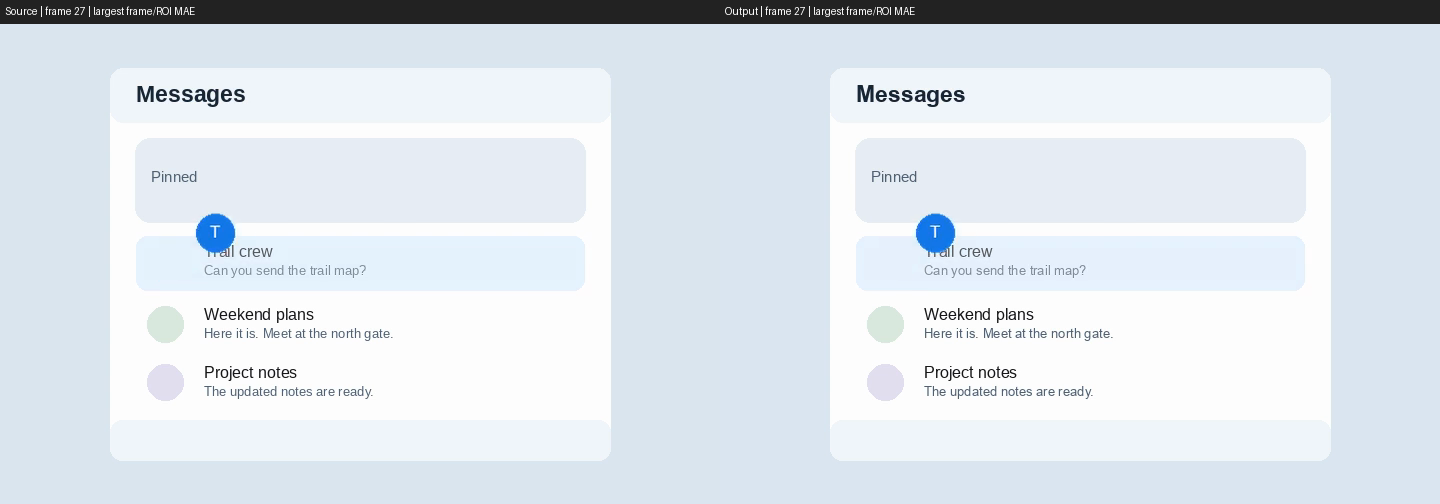 Source | frame 27 | largest frame/ROI MAE
Messages
Pinned
T
Trail crew
Can you send the trail map?
Weekend plans
Here it is. Meet at the north gate.
Project notes
The updated notes are ready.
Output | frame 27 | largest frame/ROI MAE
Messages
Pinned
T
Trail crew
Can you send the trail map?
Weekend plans
Here it is. Meet at the north gate.
Project notes
The updated notes are ready.